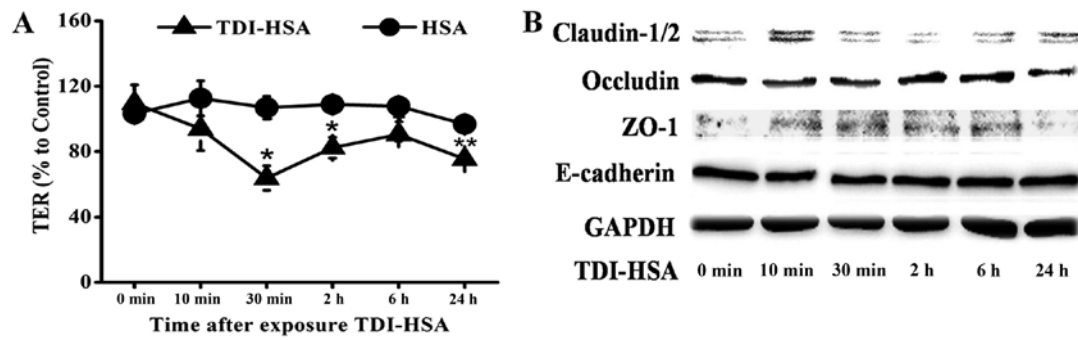 A
TDI-HSA
HSA
TER (% to Control)
160
120
80
40
0
*
*
**
0 min
10 min
30 min
2 h
6 h
24 h
Time after exposure TDI-HSA
B
Claudin-1/2
Occludin
ZO-1
E-cadherin
GAPDH
TDI-HSA 0 min 10 min 30 min 2 h 6 h 24 h